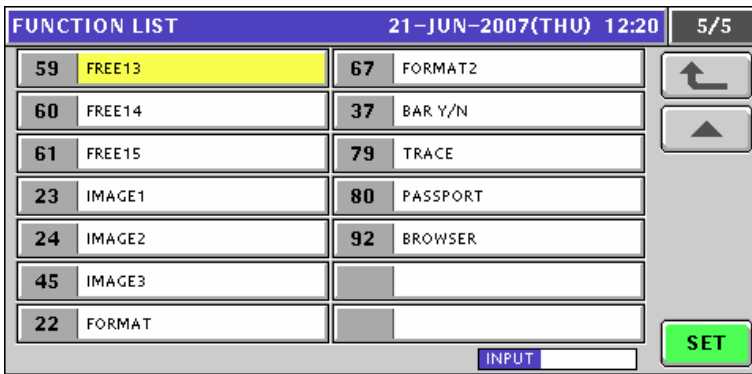 FUNCTION LIST 21-JUN-2007(THU) 12:20 5/5
59 FREE13 67 FORMAT2
60 FREE14 37 BAR Y/N
61 FREE15 79 TRACE
23 IMAGE1 80 PASSPORT
24 IMAGE2 92 BROWSER
45 IMAGE3
22 FORMAT
SET
INPUT